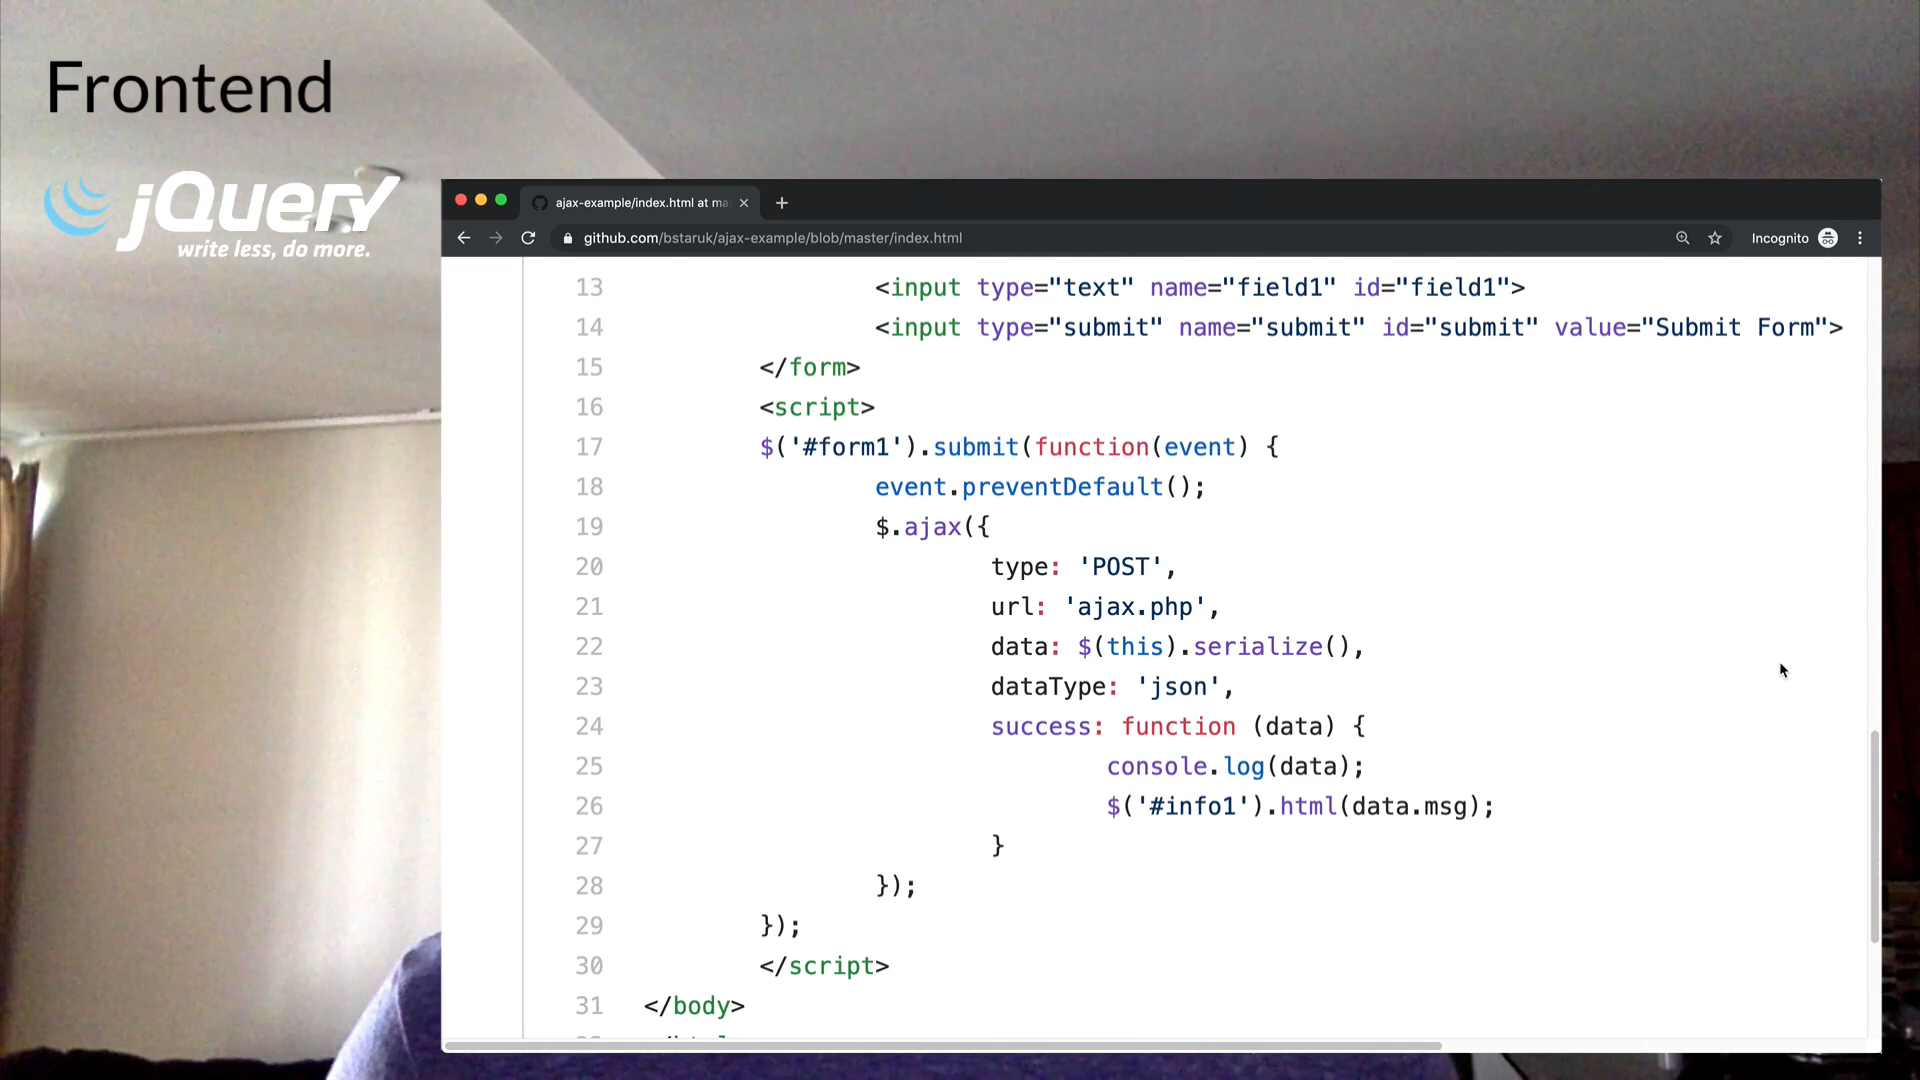 Frontend
jQuery
write less, do more.
ajax-example/index.html at ma
github.com/bstaruk/ajax-example/blob/master/index.html
Incognito
13 <input type="text" name="field1" id="field1">
14 <input type="submit" name="submit" id="submit" value="Submit Form">
15 </form>
16 <script>
17 $('#form1').submit(function(event) {
18 event.preventDefault();
19 $.ajax({
20 type: 'POST',
21 url: 'ajax.php',
22 data: $(this).serialize(),
23 dataType: 'json',
24 success: function (data) {
25 console.log(data);
26 $('#info1').html(data.msg);
27 }
28 });
29 });
30 </script>
31 </body>